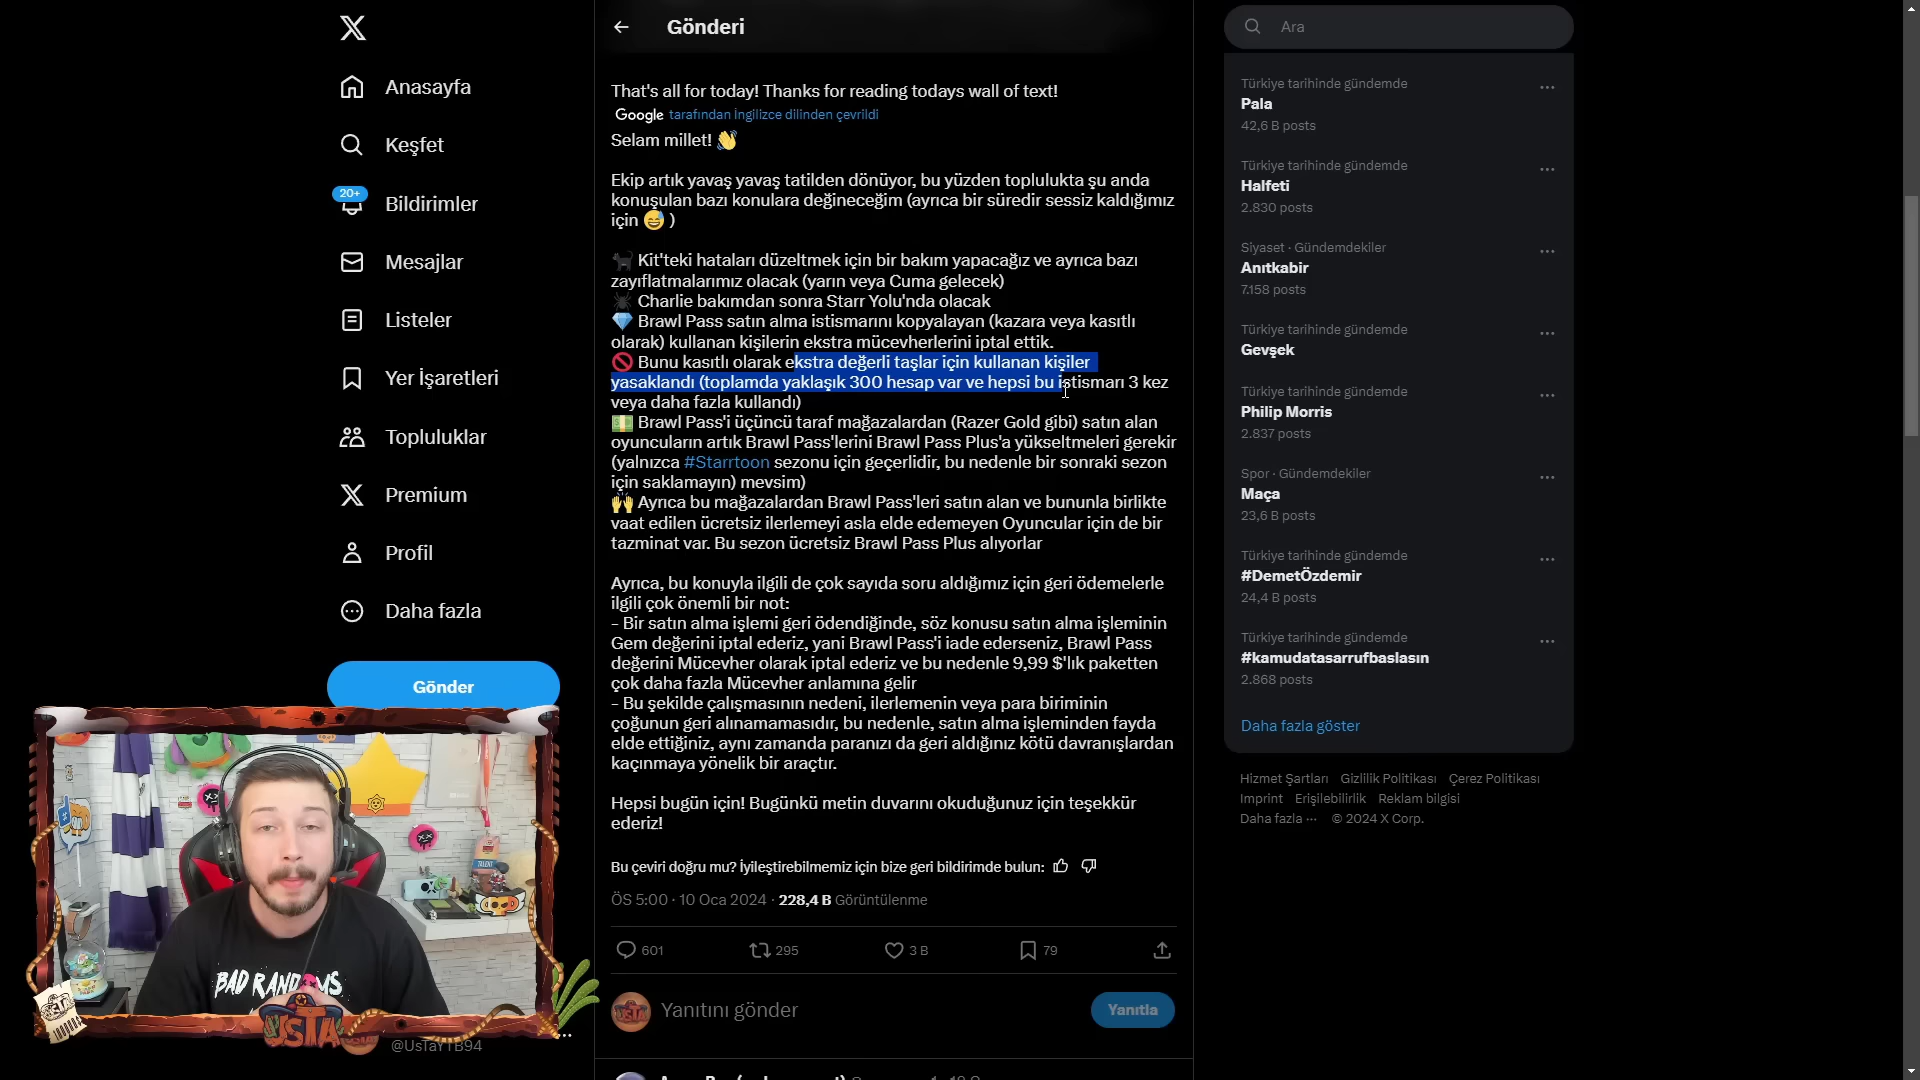 Anasayfa
Keşfet
20+
Bildirimler
Mesajlar
Listeler
Yer İşaretleri
Topluluklar
Premium
Profil
Daha fazla
Gönder
BAD RANDOMS
USTA
@UsTaYTB94
Gönderi
That's all for today! Thanks for reading todays wall of text!
Google tarafından İngilizce dilinden çevrildi
Selam millet! 👋
Ekip artık yavaş yavaş tatilden dönüyor, bu yüzden toplulukta şu anda
konuşulan bazı konulara değineceğim (ayrıca bir süredir sessiz kaldığımız
için 😅 )
🐈‍⬛ Kit'teki hataları düzeltmek için bir bakım yapacağız ve ayrıca bazı
zayıflatmalarımız olacak (yarın veya Cuma gelecek)
🕷️ Charlie bakımdan sonra Starr Yolu'nda olacak
💎 Brawl Pass satın alma istismarını kopyalayan (kazara veya kasıtlı
olarak) kullanan kişilerin ekstra mücevherlerini iptal ettik.
🚫 Bunu kasıtlı olarak ekstra değerli taşlar için kullanan kişiler
yasaklandı (toplamda yaklaşık 300 hesap var ve hepsi bu istismarı 3 kez
veya daha fazla kullandı)
💵 Brawl Pass'i üçüncü taraf mağazalardan (Razer Gold gibi) satın alan
oyuncuların artık Brawl Pass'lerini Brawl Pass Plus'a yükseltmeleri gerekir
(yalnızca #Starrtoon sezonu için geçerlidir, bu nedenle bir sonraki sezon
için saklamayın) mevsim)
🙌 Ayrıca bu mağazalardan Brawl Pass'leri satın alan ve bununla birlikte
vaat edilen ücretsiz ilerlemeyi asla elde edemeyen Oyuncular için de bir
tazminat var. Bu sezon ücretsiz Brawl Pass Plus alıyorlar
Ayrıca, bu konuyla ilgili de çok sayıda soru aldığımız için geri ödemelerle
ilgili çok önemli bir not:
- Bir satın alma işlemi geri ödendiğinde, söz konusu satın alma işleminin
Gem değerini iptal ederiz, yani Brawl Pass'i iade ederseniz, Brawl Pass
değerini Mücevher olarak iptal ederiz ve bu nedenle 9,99 $'lık paketten
çok daha fazla Mücevher anlamına gelir
- Bu şekilde çalışmasının nedeni, ilerlemenin veya para biriminin
çoğunun geri alınamamasıdır, bu nedenle, satın alma işleminden fayda
elde ettiğiniz, aynı zamanda paranızı da geri aldığınız kötü davranışlardan
kaçınmaya yönelik bir araçtır.
Hepsi bugün için! Bugünkü metin duvarını okuduğunuz için teşekkür
ederiz!
Bu çeviri doğru mu? İyileştirebilmemiz için bize geri bildirimde bulun:
ÖS 5:00 · 10 Oca 2024 · 228,4 B Görüntülenme
601 295 3 B 79
Yanıtını gönder
Yanıtla
Ara
Türkiye tarihinde gündemde
Pala
42,6 B posts
Türkiye tarihinde gündemde
Halfeti
2.830 posts
Siyaset · Gündemdekiler
Anıtkabir
7.158 posts
Türkiye tarihinde gündemde
Gevşek
Türkiye tarihinde gündemde
Philip Morris
2.837 posts
Spor · Gündemdekiler
Maça
23,6 B posts
Türkiye tarihinde gündemde
#DemetÖzdemir
24,4 B posts
Türkiye tarihinde gündemde
#kamudatasarrufbaslasın
2.868 posts
Daha fazla göster
Hizmet Şartları Gizlilik Politikası Çerez Politikası
Imprint Erişilebilirlik Reklam bilgisi
Daha fazla ··· © 2024 X Corp.